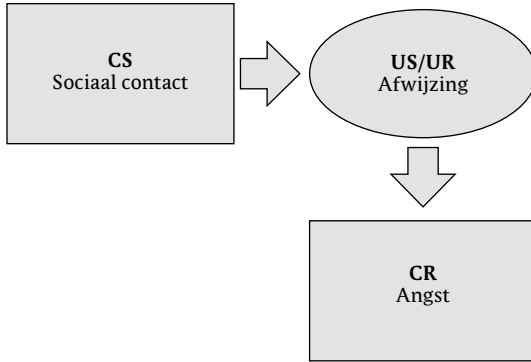 CS
Sociaal contact
US/UR
Afwijzing
CR
Angst